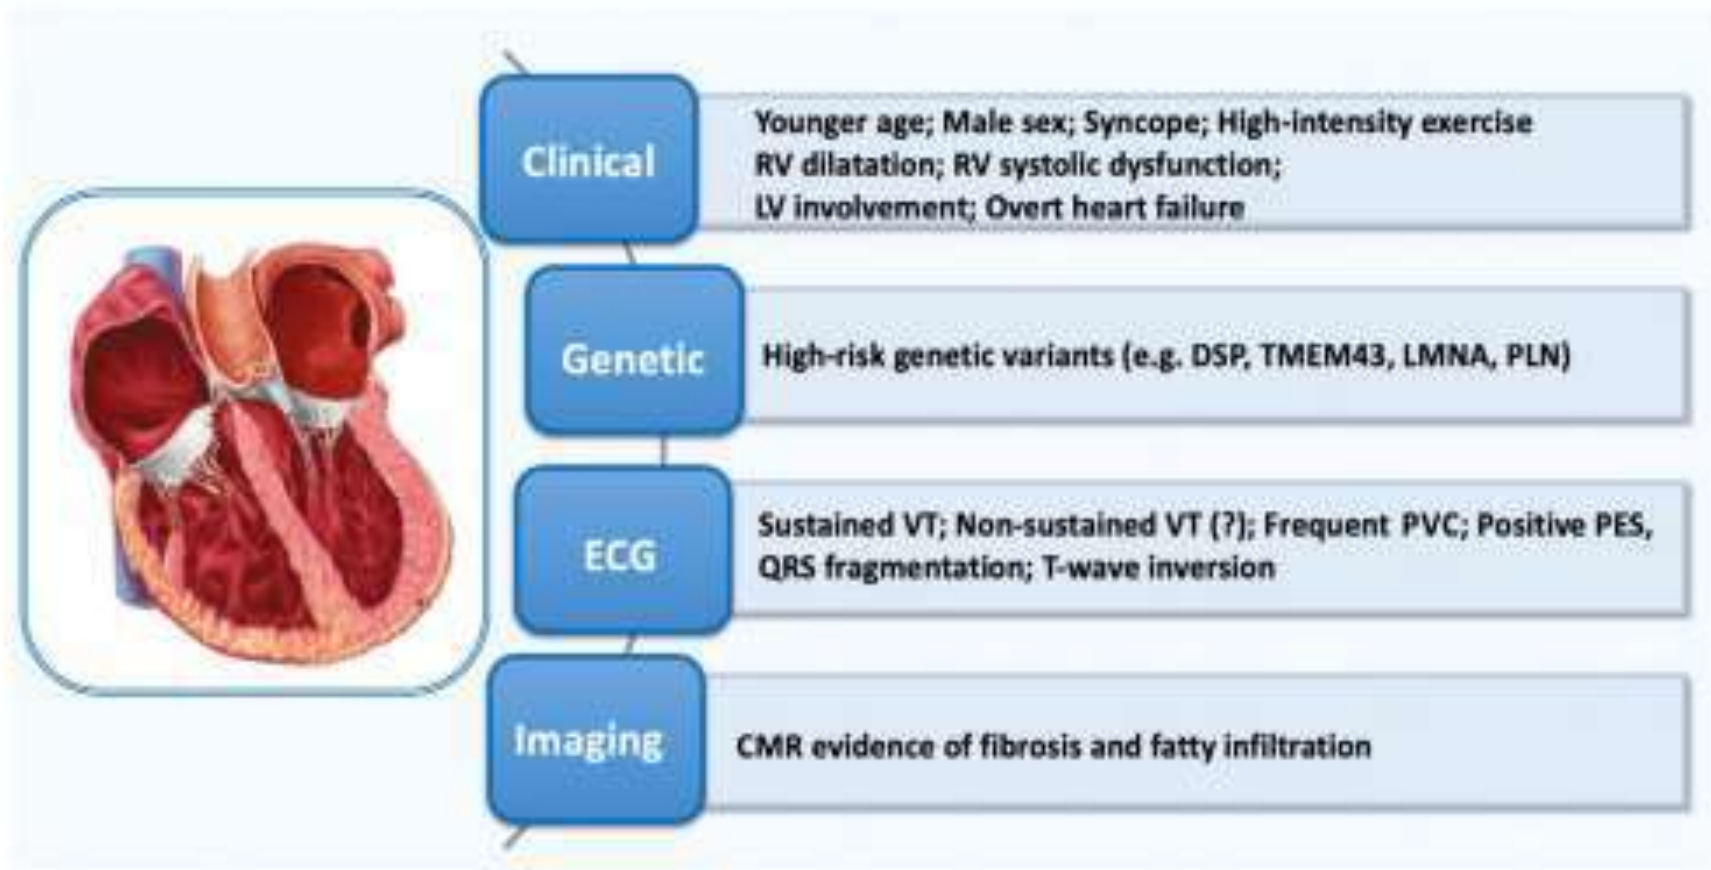 Clinical
Younger age; Male sex; Syncope; High-intensity exercise
RV dilatation; RV systolic dysfunction;
LV involvement; Overt heart failure
Genetic
High-risk genetic variants (e.g. DSP, TMEM43, LMNA, PLN)
ECG
Sustained VT; Non-sustained VT (?); Frequent PVC; Positive PES,
QRS fragmentation; T-wave inversion
Imaging
CMR evidence of fibrosis and fatty infiltration